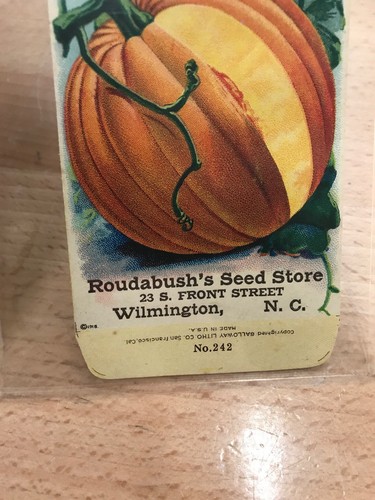 Roudabush's Seed Store
23 S. FRONT STREET
Wilmington, N. C.
Copyrighted GALLOWAY LITHO. CO. San Francisco, Cal
MADE IN U.S.A.
No.242